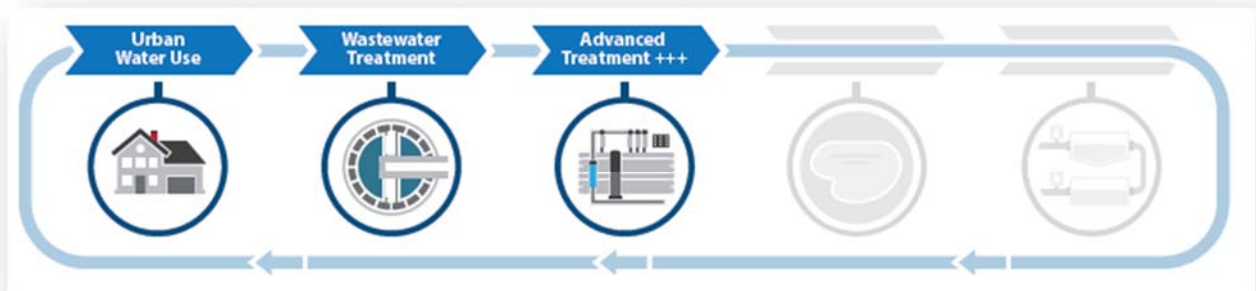 Urban
Water Use
Wastewater
Treatment
Advanced
Treatment +++